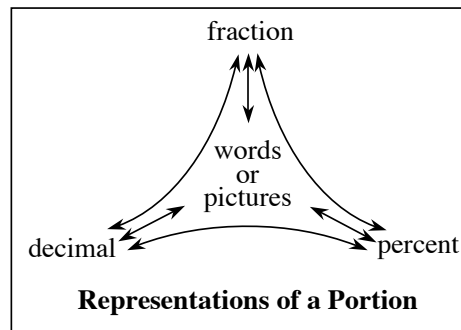 fraction
words
or
pictures
decimal
percent
Representations of a Portion